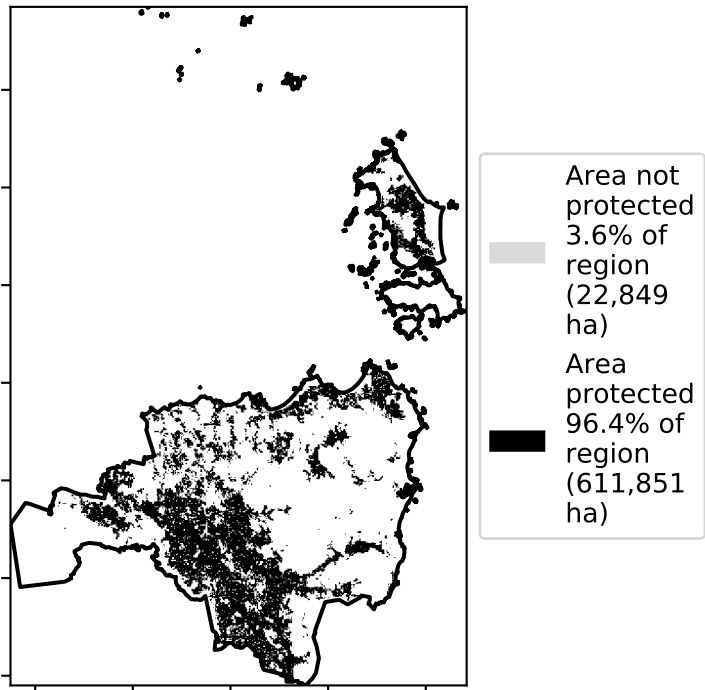 Area not
protected
3.6% of
region
(22,849
ha)
Area
protected
96.4% of
region
(611,851
ha)